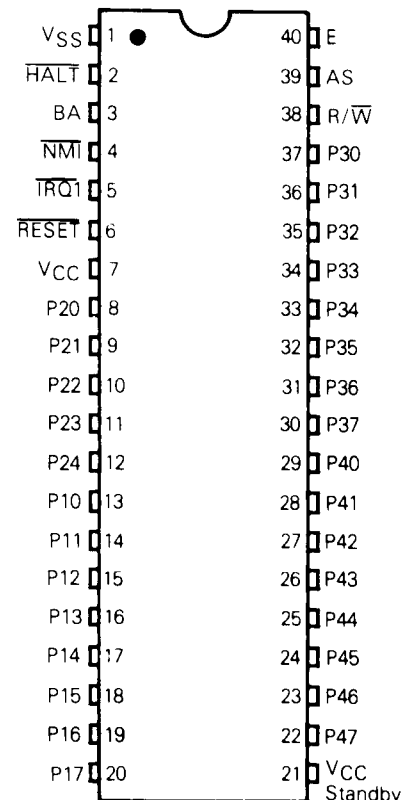 VSS 1 40 E
HALT 2 39 AS
BA 3 38 R/W
NMI 4 37 P30
IRQ1 5 36 P31
RESET 6 35 P32
VCC 7 34 P33
P20 8 33 P34
P21 9 32 P35
P22 10 31 P36
P23 11 30 P37
P24 12 29 P40
P10 13 28 P41
P11 14 27 P42
P12 15 26 P43
P13 16 25 P44
P14 17 24 P45
P15 18 23 P46
P16 19 22 P47
P17 20 21 VCC
Standby